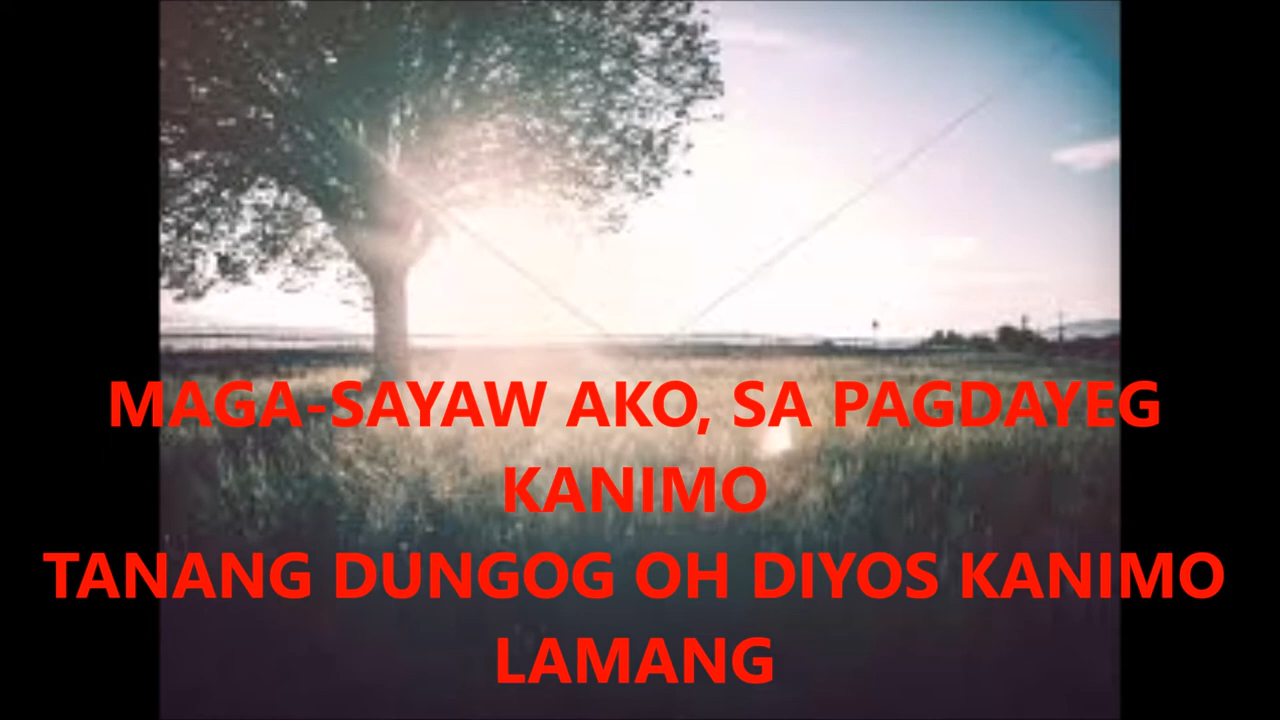 MAGA-SAYAW AKO, SA PAGDAYEG
KANIMO
TANANG DUNGOG OH DIYOS KANIMO
LAMANG